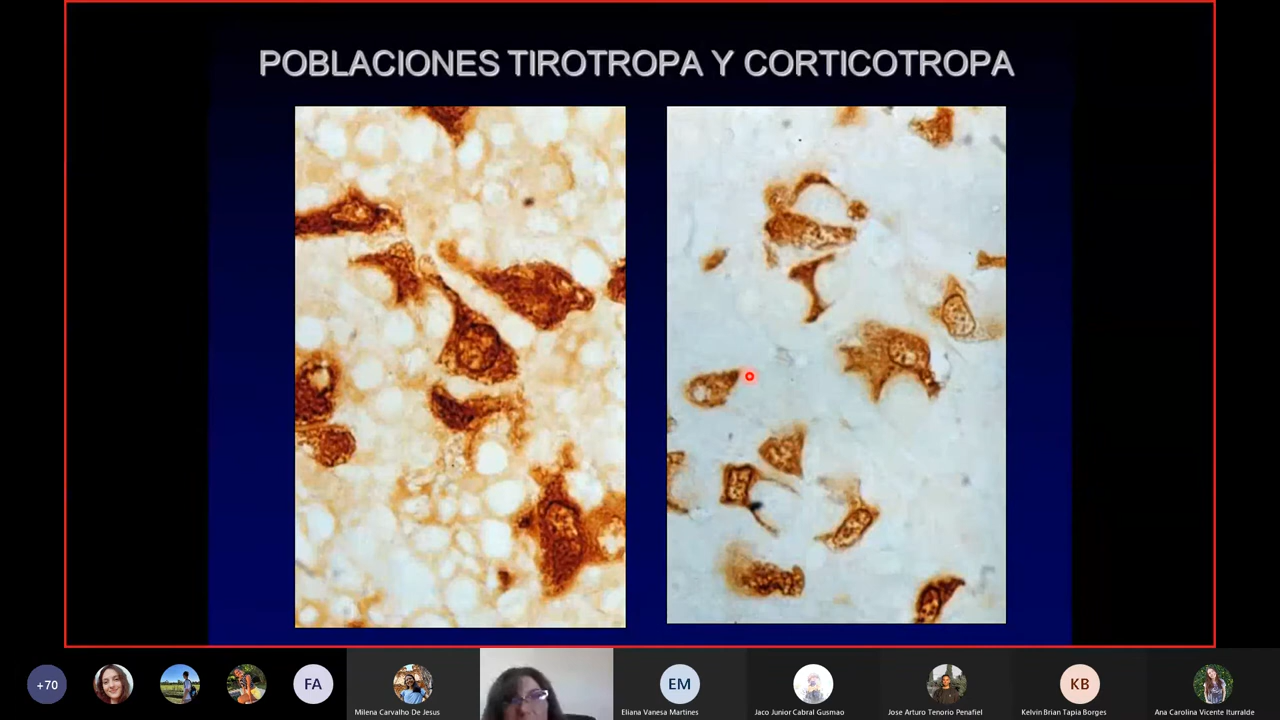 POBLACIONES TIROTROPA Y CORTICOTROPA
+70
FA
Milena Carvalho De Jesus
EM
Eliana Vanesa Martines
Jaco Junior Cabral Gusmao
Jose Arturo Tenorio Penafiel
KB
Kelvin Brian Tapia Borges
Ana Carolina Vicente Iturralde